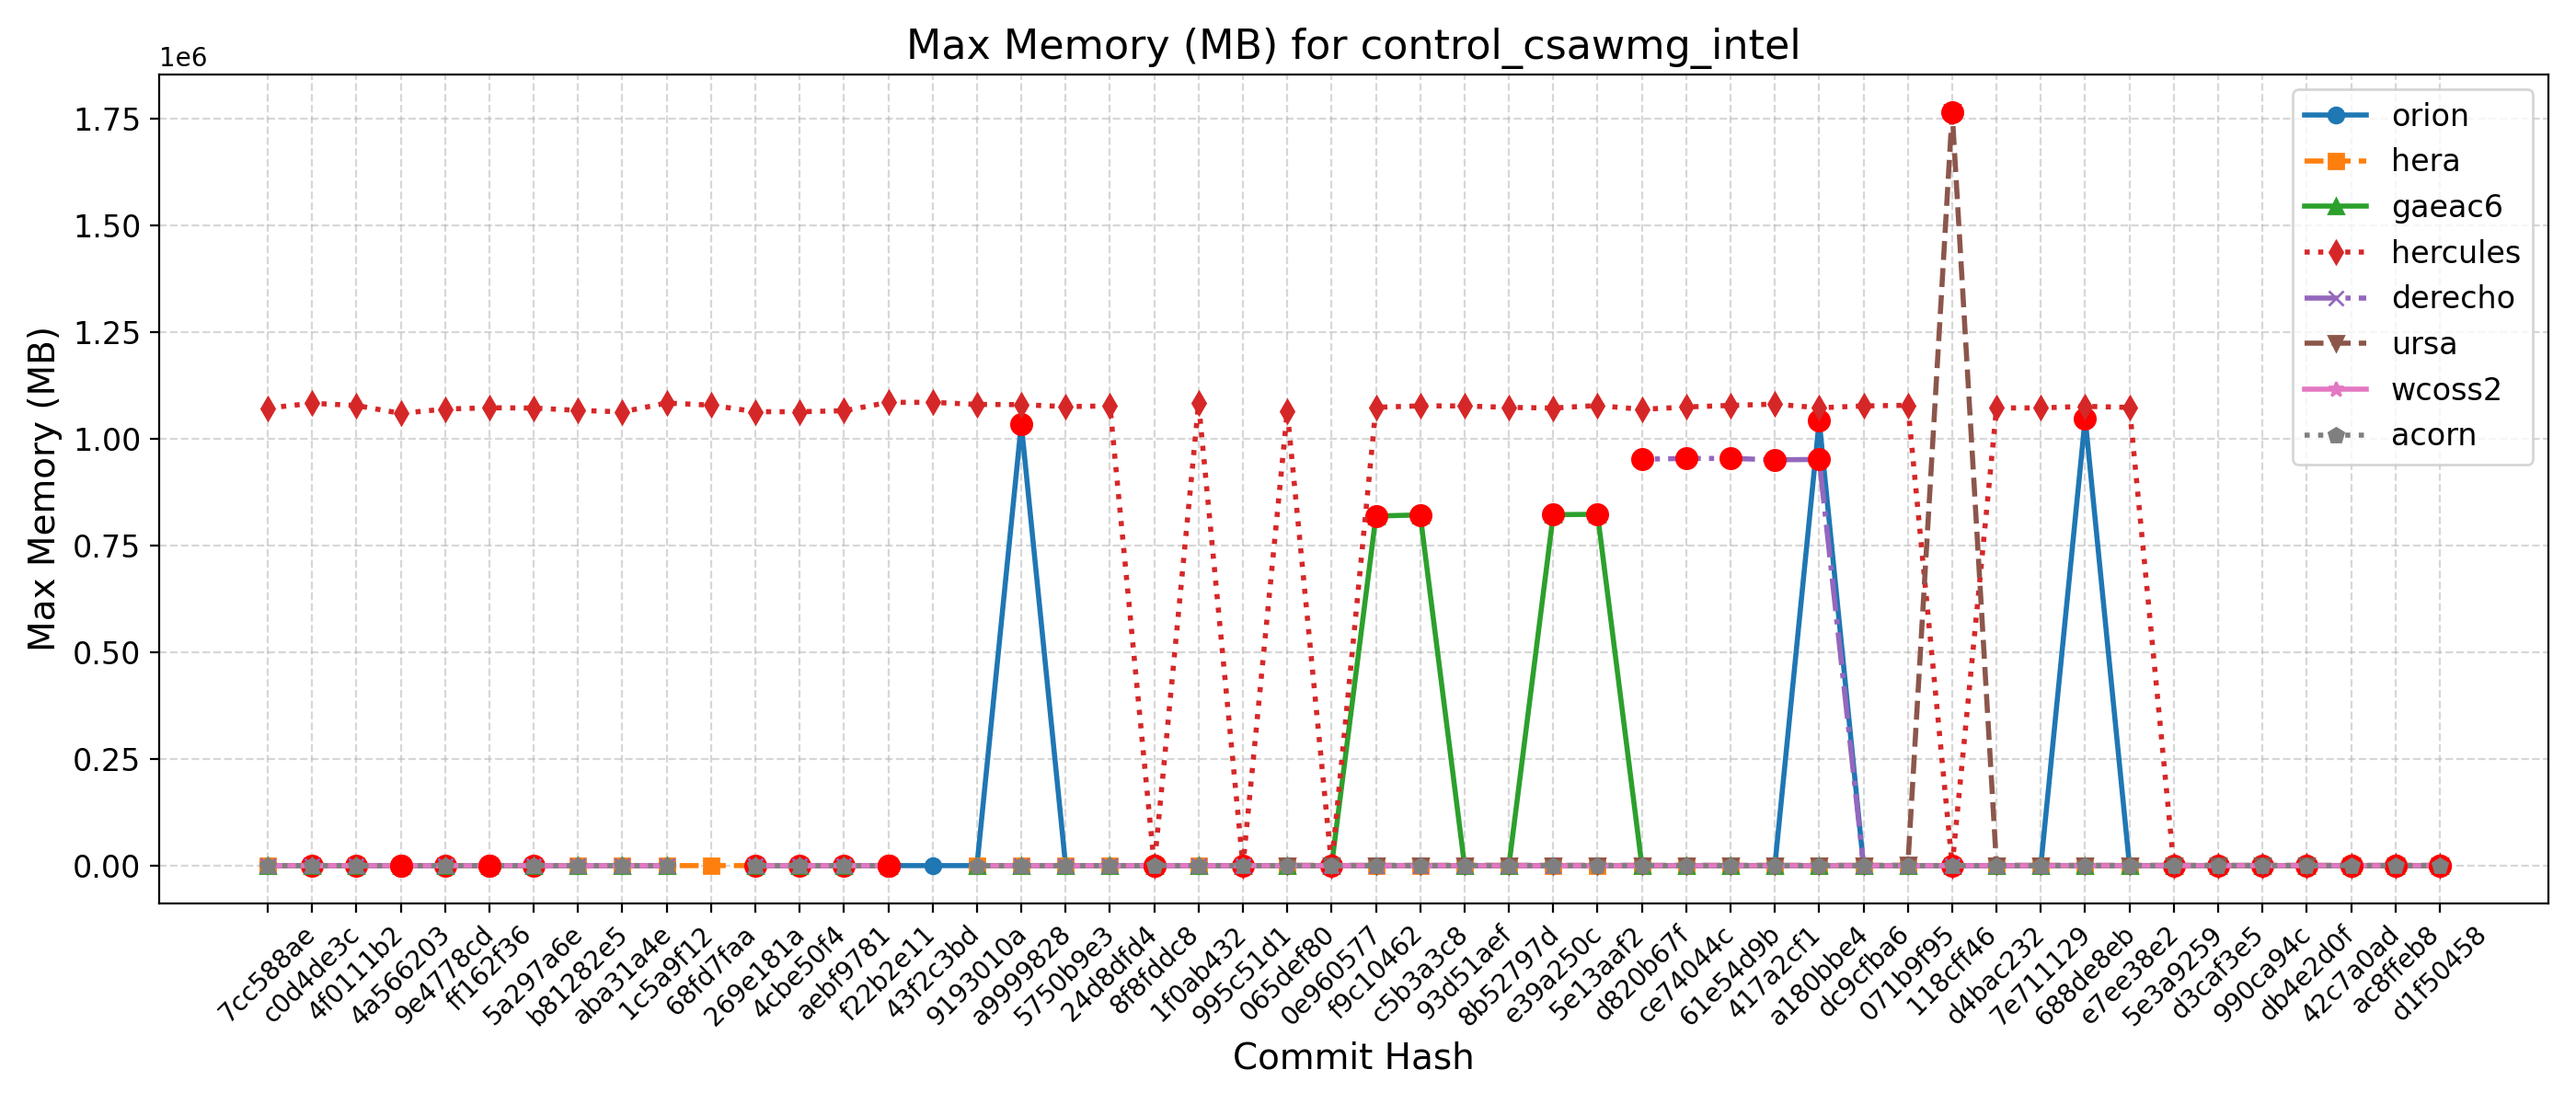 Max Memory (MB) for control_csawmg_intel
1e6
1.75
1.50
1.25
1.00
0.75
0.50
0.25
0.00
Max Memory (MB)
orion
hera
gaeac6
hercules
derecho
ursa
wcoss2
acorn
7cc588ae
c0d4de3c
4f0111b2
4a566203
9e4778cd
ff162f36
5a297a6e
b81282e5
aba31a4e
1c5a9f12
68fd7faa
269e181a
4cbe50f4
aebf9781
f22b2e11
43f2c3bd
9193010a
a9999828
5750b9e3
24d8dfd4
8f8fddc8
1f0ab432
995c51d1
065def80
0e960577
f9c10462
c5b3a3c8
93d51aef
8b52797d
e39a250c
5e13aaf2
d820b67f
ce74044c
61e54d9b
417a2cf1
a180bbe4
dc9cfba6
071b9f95
118cff46
d4bac232
7e711129
688de8eb
e7ee38e2
5e3a9259
d3caf3e5
990ca94c
db4e2d0f
42c7a0ad
ac8ffeb8
d1f50458
Commit Hash